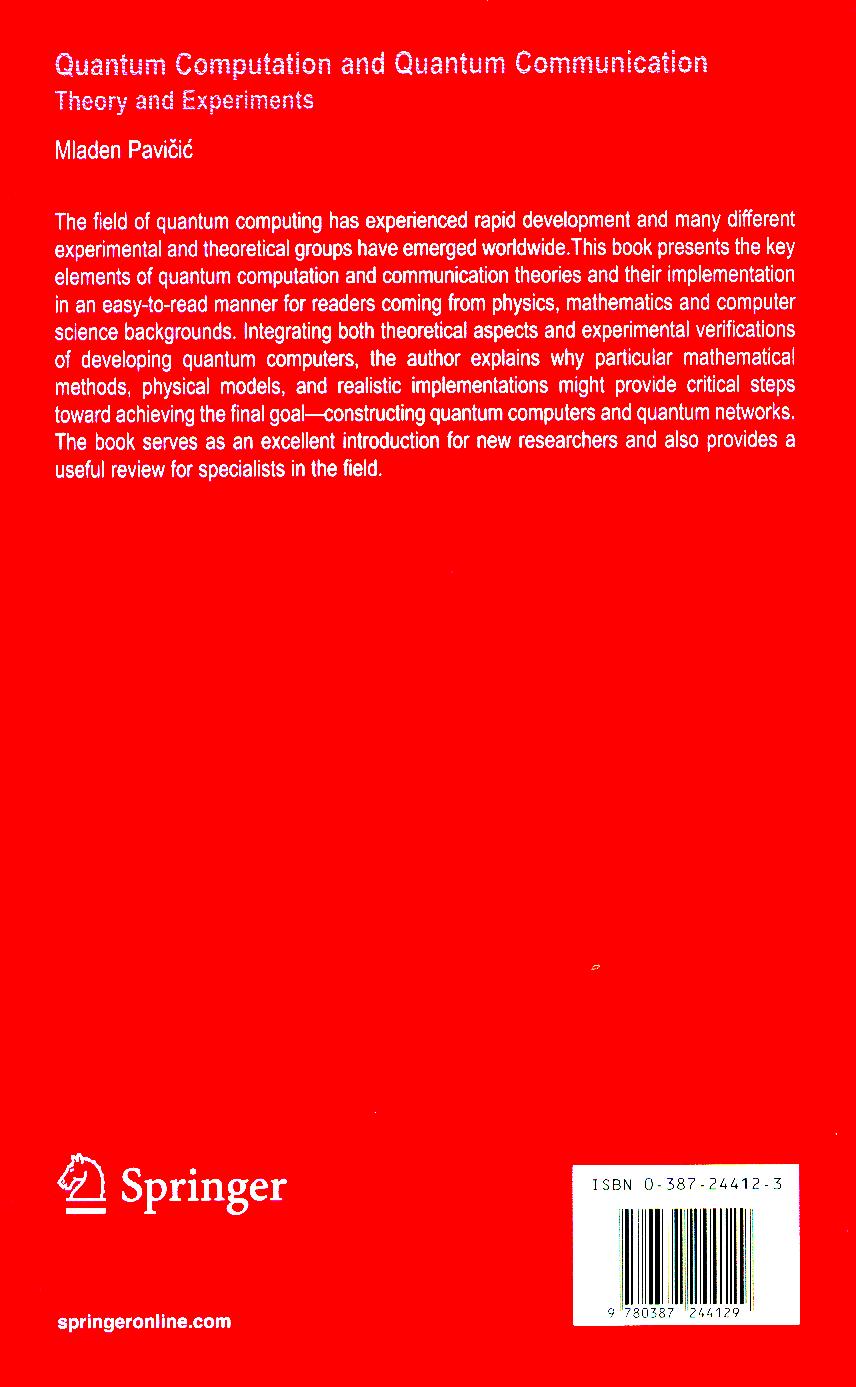 Quantum Computation and Quantum Communication
Theory and Experiments
Mladen Pavičić
The field of quantum computing has experienced rapid development and many different
experimental and theoretical groups have emerged worldwide.This book presents the key
elements of quantum computation and communication theories and their implementation
in an easy-to-read manner for readers coming from physics, mathematics and computer
science backgrounds. Integrating both theoretical aspects and experimental verifications
of developing quantum computers, the author explains why particular mathematical
methods, physical models, and realistic implementations might provide critical steps
toward achieving the final goal—constructing quantum computers and quantum networks.
The book serves as an excellent introduction for new researchers and also provides a
useful review for specialists in the field.
Springer
ISBN 0-387-24412-3
9 780387 244129
springeronline.com